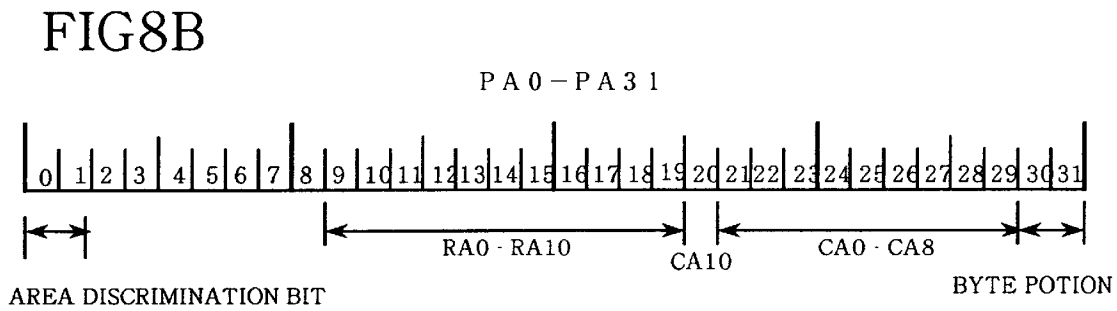 FIG8B
PA0-PA31
0 1 2 3 4 5 6 7 8 9 10 11 12 13 14 15 16 17 18 19 20 21 22 23 24 25 26 27 28 29 30 31
RA0 - RA10 CA10 CA0 - CA8
AREA DISCRIMINATION BIT BYTE POTION